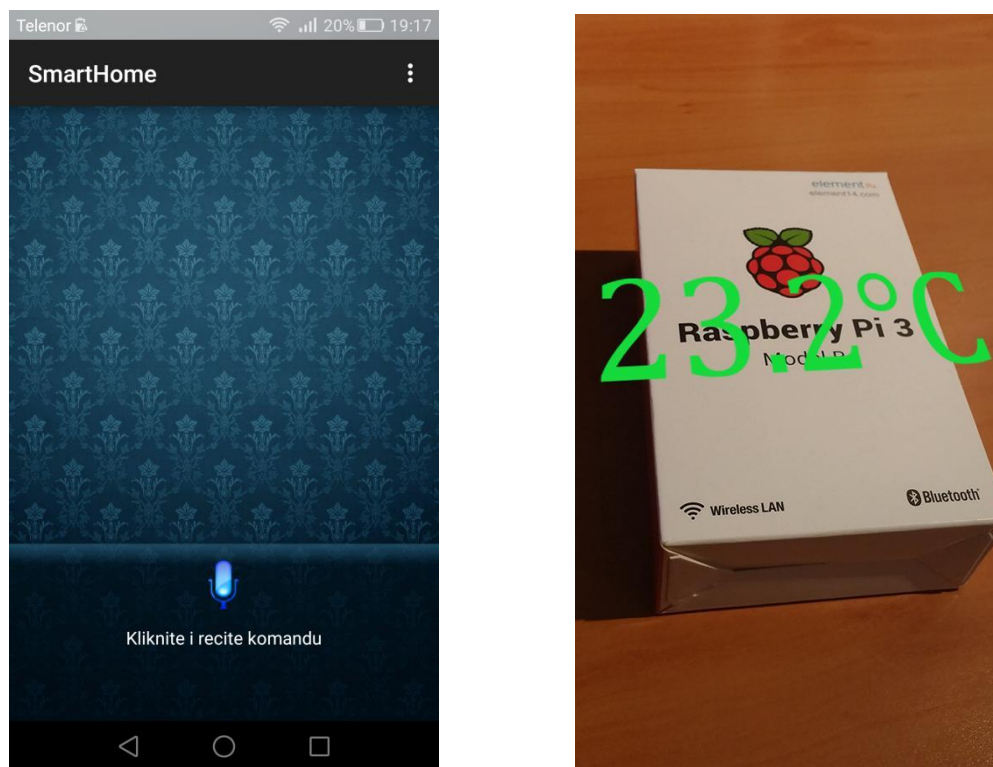 Telenor 20% 19:17
SmartHome
Kliknite i recite komandu
element14
element14.com
23.2°C
Raspberry Pi 3
Model B
Wireless LAN
Bluetooth